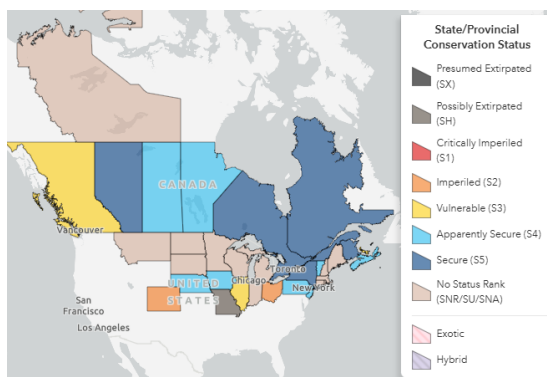 State/Provincial
Conservation Status
Presumed Extirpated
(SX)
Possibly Extirpated
(SH)
Critically Imperiled
(S1)
Imperiled (S2)
Vulnerable (S3)
Apparently Secure (S4)
Secure (S5)
No Status Rank
(SNR/SU/SNA)
Exotic
Hybrid
CANADA
Vancouver
Toronto
Chicago
UNITED
STATES
New York
San
Francisco
Los Angeles